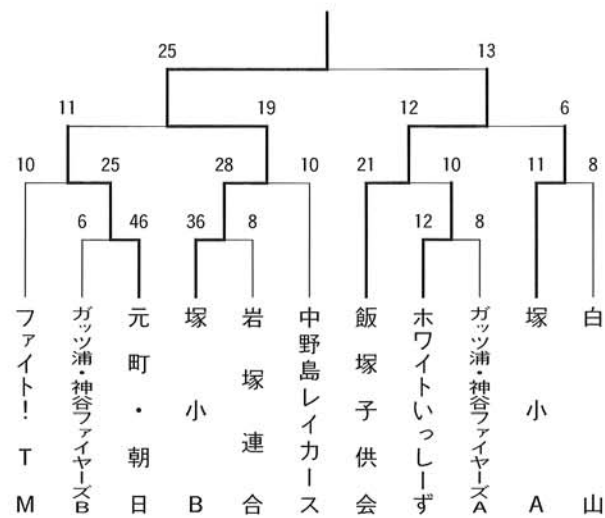 25 13
11 19 12 6
10 25 28 10 21 10 11 8
6 46 36 8 12 8
ファイト!TM
ガッツ浦・神谷ファイヤーズB
元町・朝日
塚小B
岩塚連合
中野島レイカース
飯塚子供会
ホワイトいっしーず
ガッツ浦・神谷ファイヤーズA
塚小A
白山